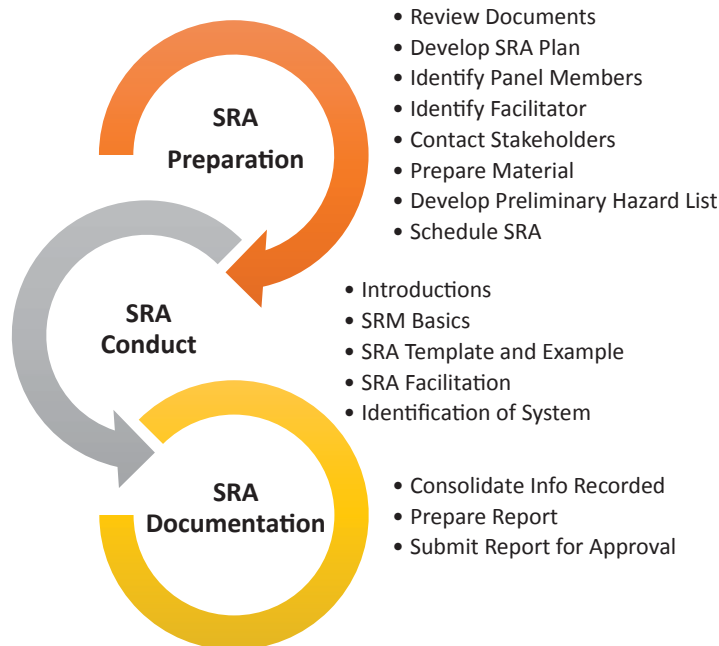 SRA
Preparation
• Review Documents
• Develop SRA Plan
• Identify Panel Members
• Identify Facilitator
• Contact Stakeholders
• Prepare Material
• Develop Preliminary Hazard List
• Schedule SRA
SRA
Conduct
• Introductions
• SRM Basics
• SRA Template and Example
• SRA Facilitation
• Identification of System
SRA
Documentation
• Consolidate Info Recorded
• Prepare Report
• Submit Report for Approval